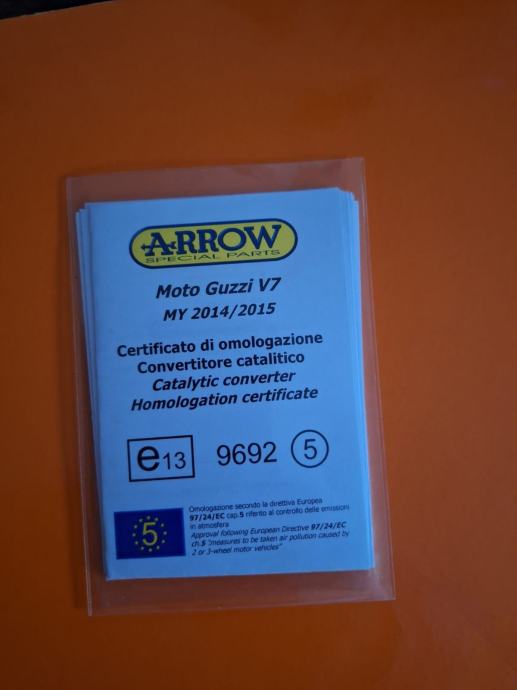 ARROW
SPECIAL PARTS
Moto Guzzi V7
MY 2014/2015
Certificato di omologazione
Convertitore catalitico
Catalytic converter
Homologation certificate
e13 9692 5
5
Omologazione secondo la direttiva Europea
97/24/EC cap.5 riferito al controllo delle emissioni
in atmosfera
Approval following European Directive 97/24/EC
ch.5 "measures to be taken air pollution caused by
2 or 3-wheel motor vehicles"